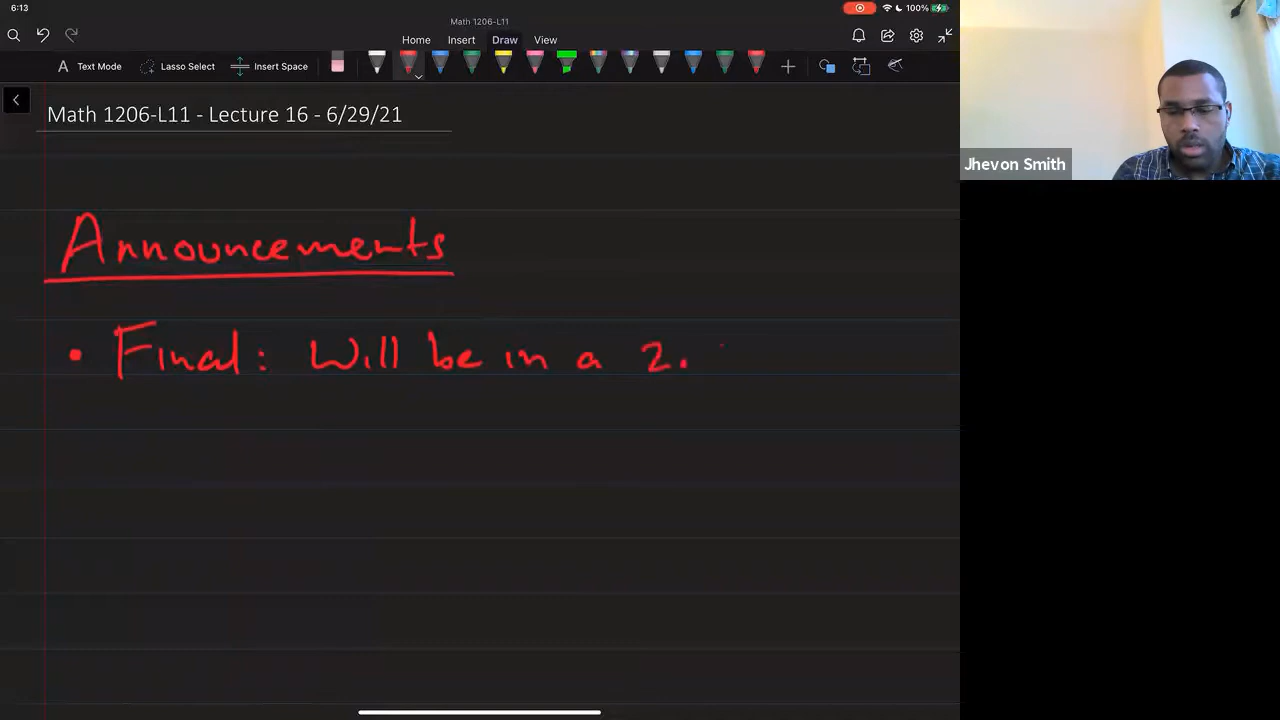 6:13
100%
Math 1206-L11
Home Insert Draw View
Text Mode Lasso Select Insert Space
Math 1206-L11 - Lecture 16 - 6/29/21
Jhevon Smith
Announcements
• Final: Will be in a 2.